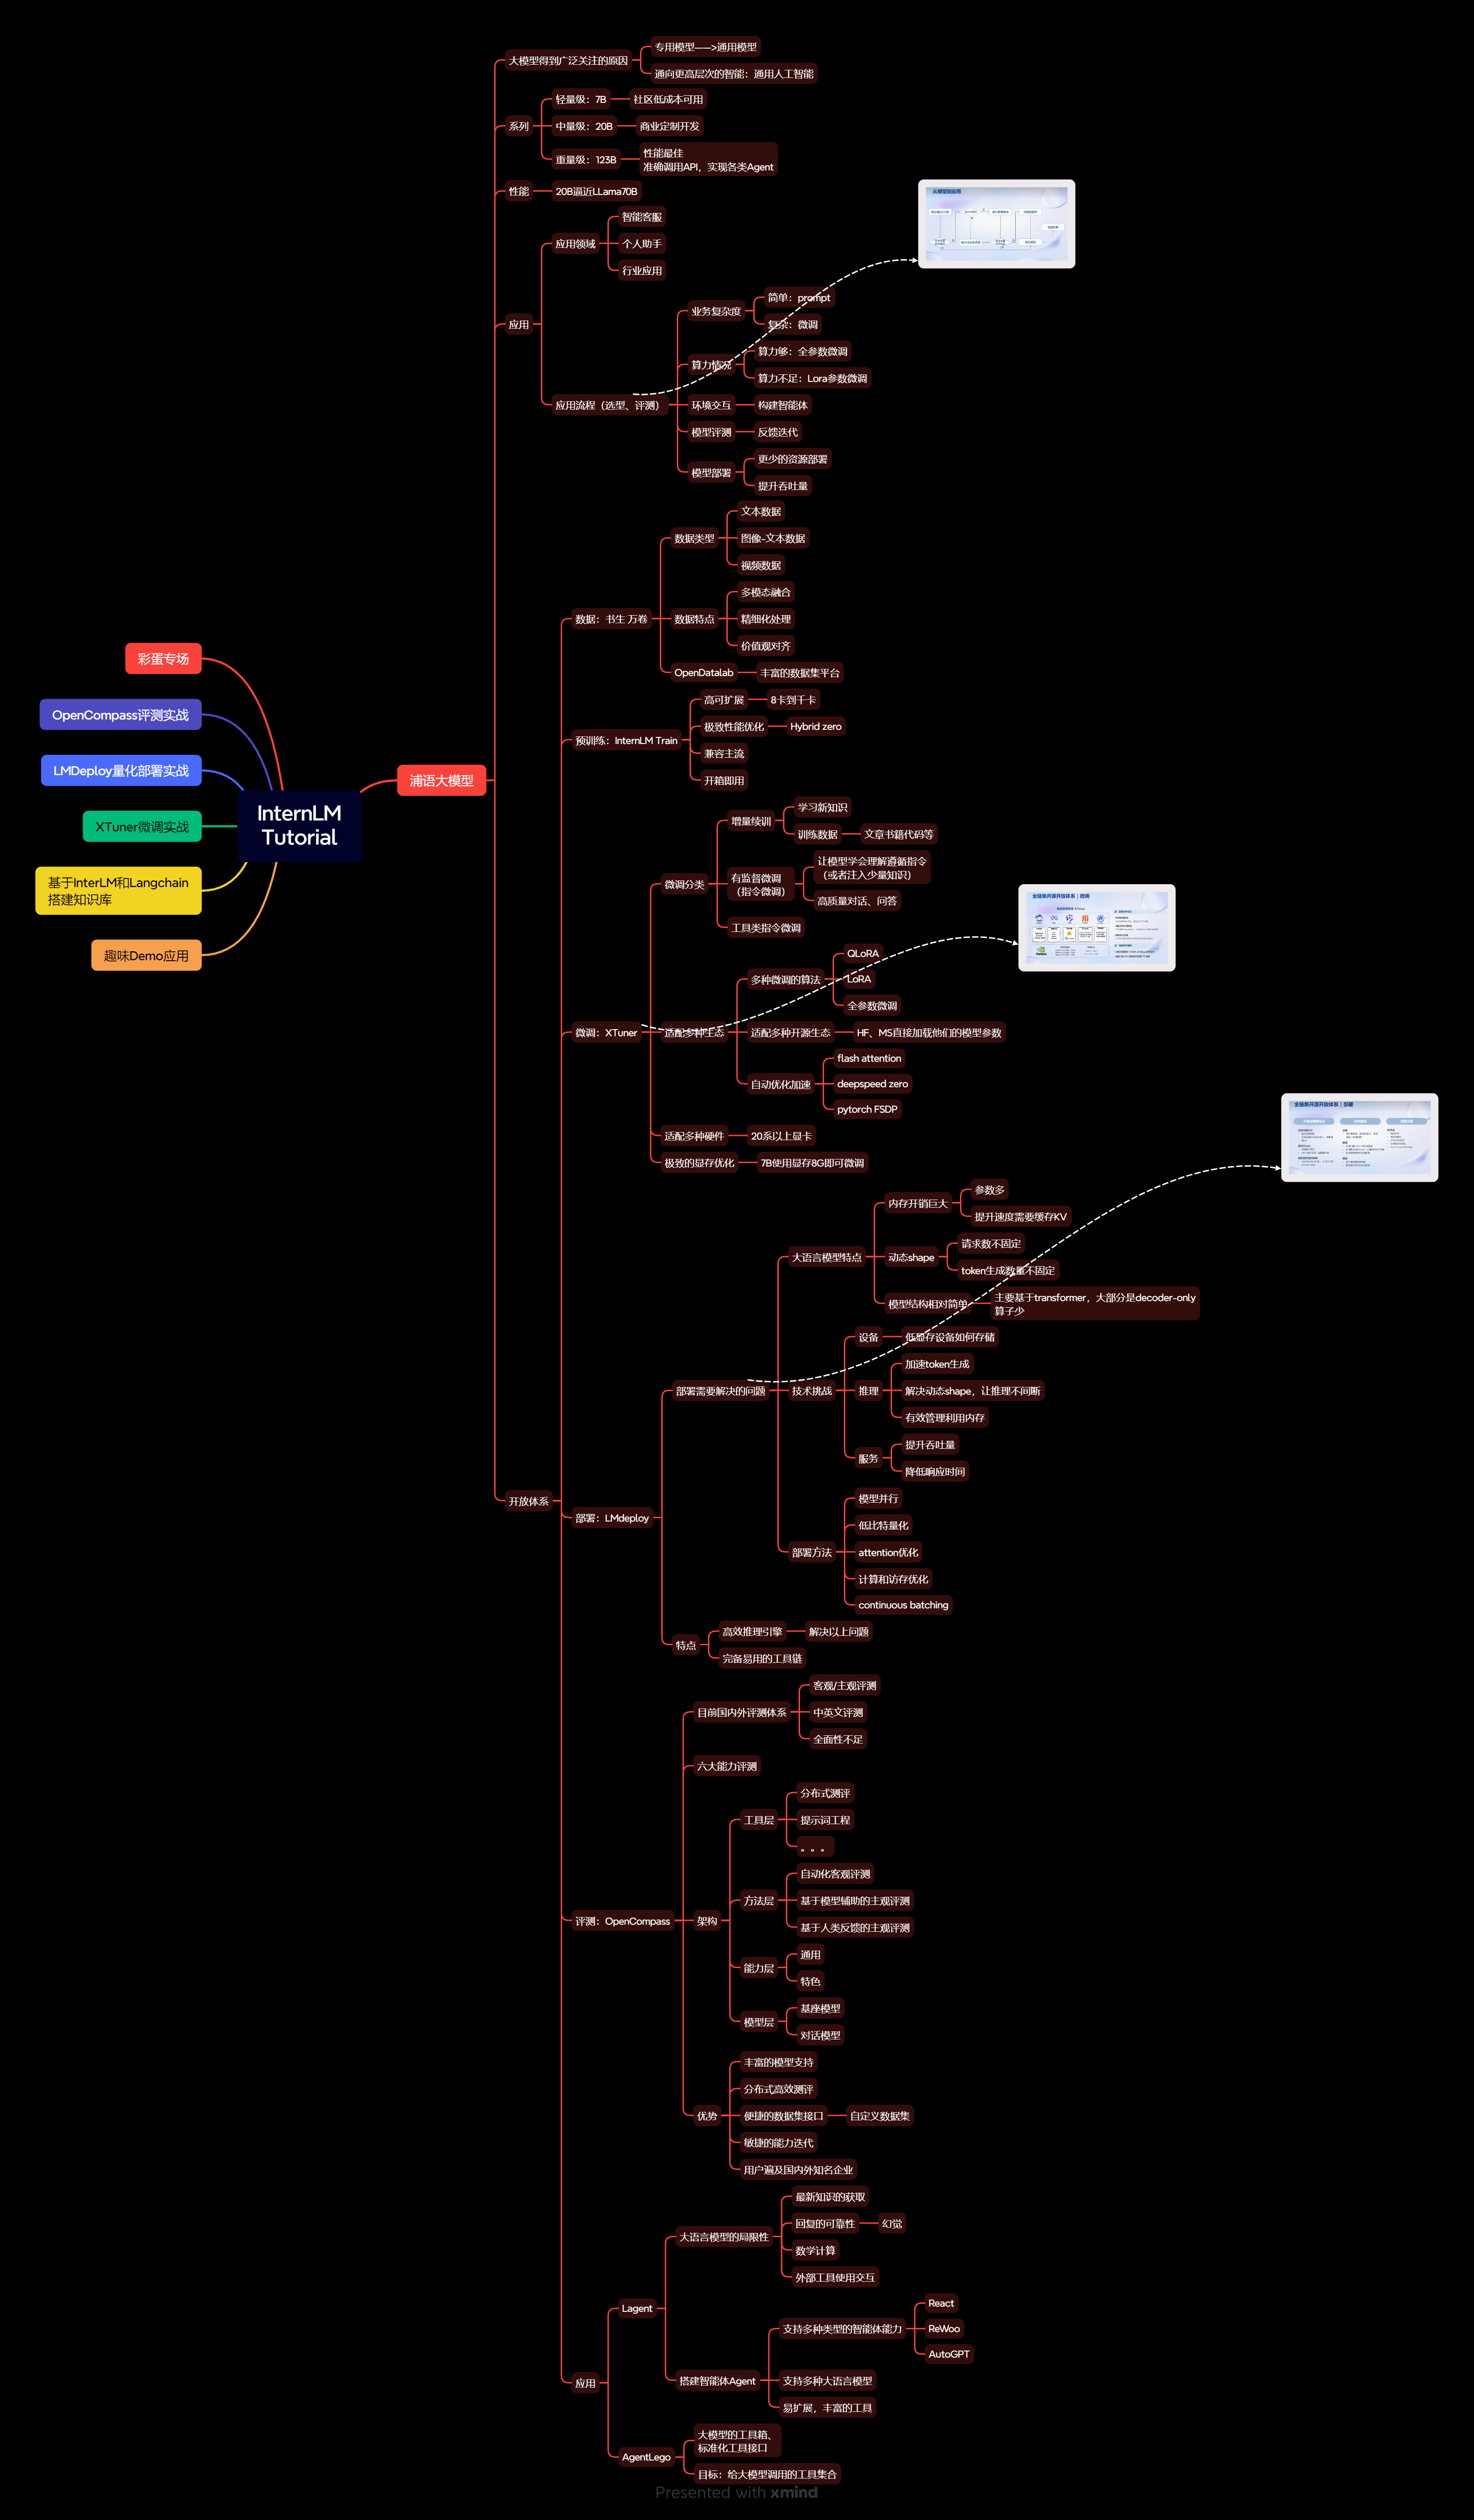 大模型得到广泛关注的原因
专用模型——>通用模型
通向更高层次的智能：通用人工智能
系列
轻量级：7B
社区低成本可用
中量级：20B
商业定制开发
重量级：123B
性能最佳
准确调用API，实现各类Agent
性能
20B逼近LLama70B
应用
应用领域
智能客服
个人助手
行业应用
应用流程（选型、评测）
业务复杂度
简单：prompt
复杂：微调
算力情况
算力够：全参数微调
算力不足：Lora参数微调
环境交互
构建智能体
模型评测
反馈迭代
模型部署
更少的资源部署
提升吞吐量
从模型到应用
数据：书生 万卷
数据类型
文本数据
图像-文本数据
视频数据
数据特点
多模态融合
精细化处理
价值观对齐
OpenDatalab
丰富的数据集平台
预训练：InternLM Train
高可扩展
8卡到千卡
极致性能优化
Hybrid zero
兼容主流
开箱即用
彩蛋专场
OpenCompass评测实战
LMDeploy量化部署实战
XTuner微调实战
基于InterLM和Langchain
搭建知识库
趣味Demo应用
InternLM
Tutorial
浦语大模型
微调：XTuner
微调分类
增量续训
学习新知识
训练数据
文章书籍代码等
有监督微调
（指令微调）
让模型学会理解遵循指令
（或者注入少量知识）
高质量对话、问答
工具类指令微调
适配多种生态
多种微调的算法
QLoRA
LoRA
全参数微调
适配多种开源生态
HF、MS直接加载他们的模型参数
自动优化加速
flash attention
deepspeed zero
pytorch FSDP
适配多种硬件
20系以上显卡
极致的显存优化
7B使用显存8G即可微调
全链条开源开放体系 | 微调
开放体系
部署：LMdeploy
部署需要解决的问题
大语言模型特点
内存开销巨大
参数多
提升速度需要缓存KV
动态shape
请求数不固定
token生成数量不固定
模型结构相对简单
主要基于transformer，大部分是decoder-only
算子少
技术挑战
设备
低显存设备如何存储
推理
加速token生成
解决动态shape，让推理不间断
有效管理利用内存
服务
提升吞吐量
降低响应时间
部署方法
模型并行
低比特量化
attention优化
计算和访存优化
continuous batching
特点
高效推理引擎
解决以上问题
完备易用的工具链
全链条开源开放体系 | 部署
评测：OpenCompass
目前国内外评测体系
客观/主观评测
中英文评测
全面性不足
六大能力评测
架构
工具层
分布式测评
提示词工程
。。。
方法层
自动化客观评测
基于模型辅助的主观评测
基于人类反馈的主观评测
能力层
通用
特色
模型层
基座模型
对话模型
优势
丰富的模型支持
分布式高效测评
便捷的数据集接口
自定义数据集
敏捷的能力迭代
用户遍及国内外知名企业
应用
Lagent
大语言模型的局限性
最新知识的获取
回复的可靠性
幻觉
数学计算
外部工具使用交互
搭建智能体Agent
支持多种类型的智能体能力
React
ReWoo
AutoGPT
支持多种大语言模型
易扩展，丰富的工具
AgentLego
大模型的工具箱、
标准化工具接口
目标：给大模型调用的工具集合
Presented with xmind